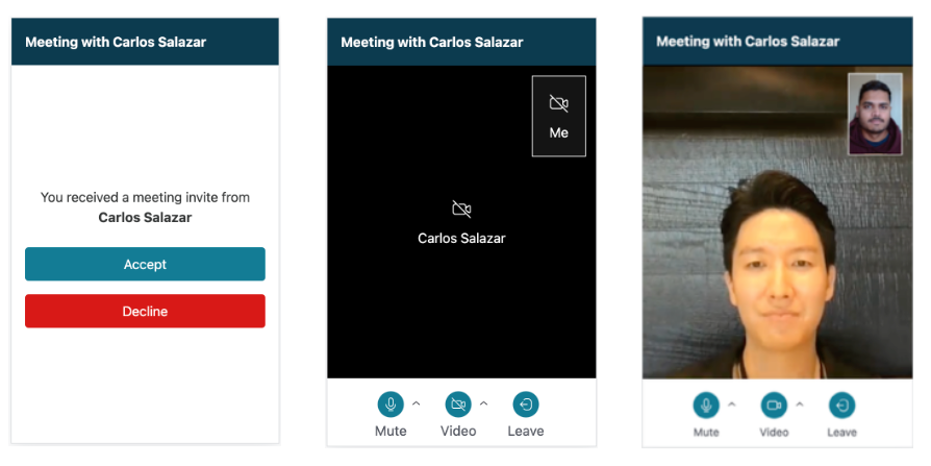 Meeting with Carlos Salazar
You received a meeting invite from
Carlos Salazar
Accept
Decline
Meeting with Carlos Salazar
Me
Carlos Salazar
Mute Video Leave
Meeting with Carlos Salazar
Mute Video Leave